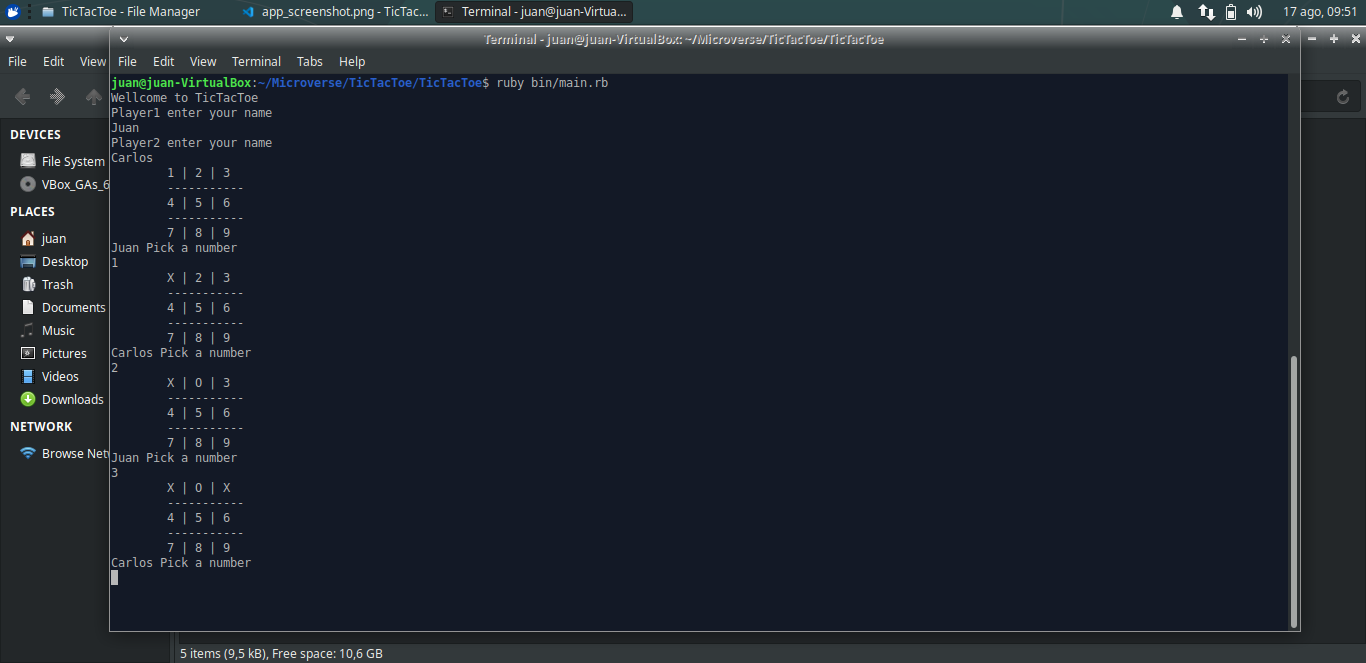 TicTacToe - File Manager
app_screenshot.png - TicTac...
Terminal - juan@juan-Virtua...
17 ago, 09:51
Terminal - juan@juan-VirtualBox: ~/Microverse/TicTacToe/TicTacToe
File Edit View
File Edit View Terminal Tabs Help
DEVICES
File System
VBox_GAs_6
PLACES
juan
Desktop
Trash
Documents
Music
Pictures
Videos
Downloads
NETWORK
Browse Net
juan@juan-VirtualBox:~/Microverse/TicTacToe/TicTacToe$ ruby bin/main.rb
Wellcome to TicTacToe
Player1 enter your name
Juan
Player2 enter your name
Carlos
1 | 2 | 3
-----------
4 | 5 | 6
-----------
7 | 8 | 9
Juan Pick a number
1
X | 2 | 3
-----------
4 | 5 | 6
-----------
7 | 8 | 9
Carlos Pick a number
2
X | O | 3
-----------
4 | 5 | 6
-----------
7 | 8 | 9
Juan Pick a number
3
X | O | X
-----------
4 | 5 | 6
-----------
7 | 8 | 9
Carlos Pick a number
5 items (9,5 kB), Free space: 10,6 GB